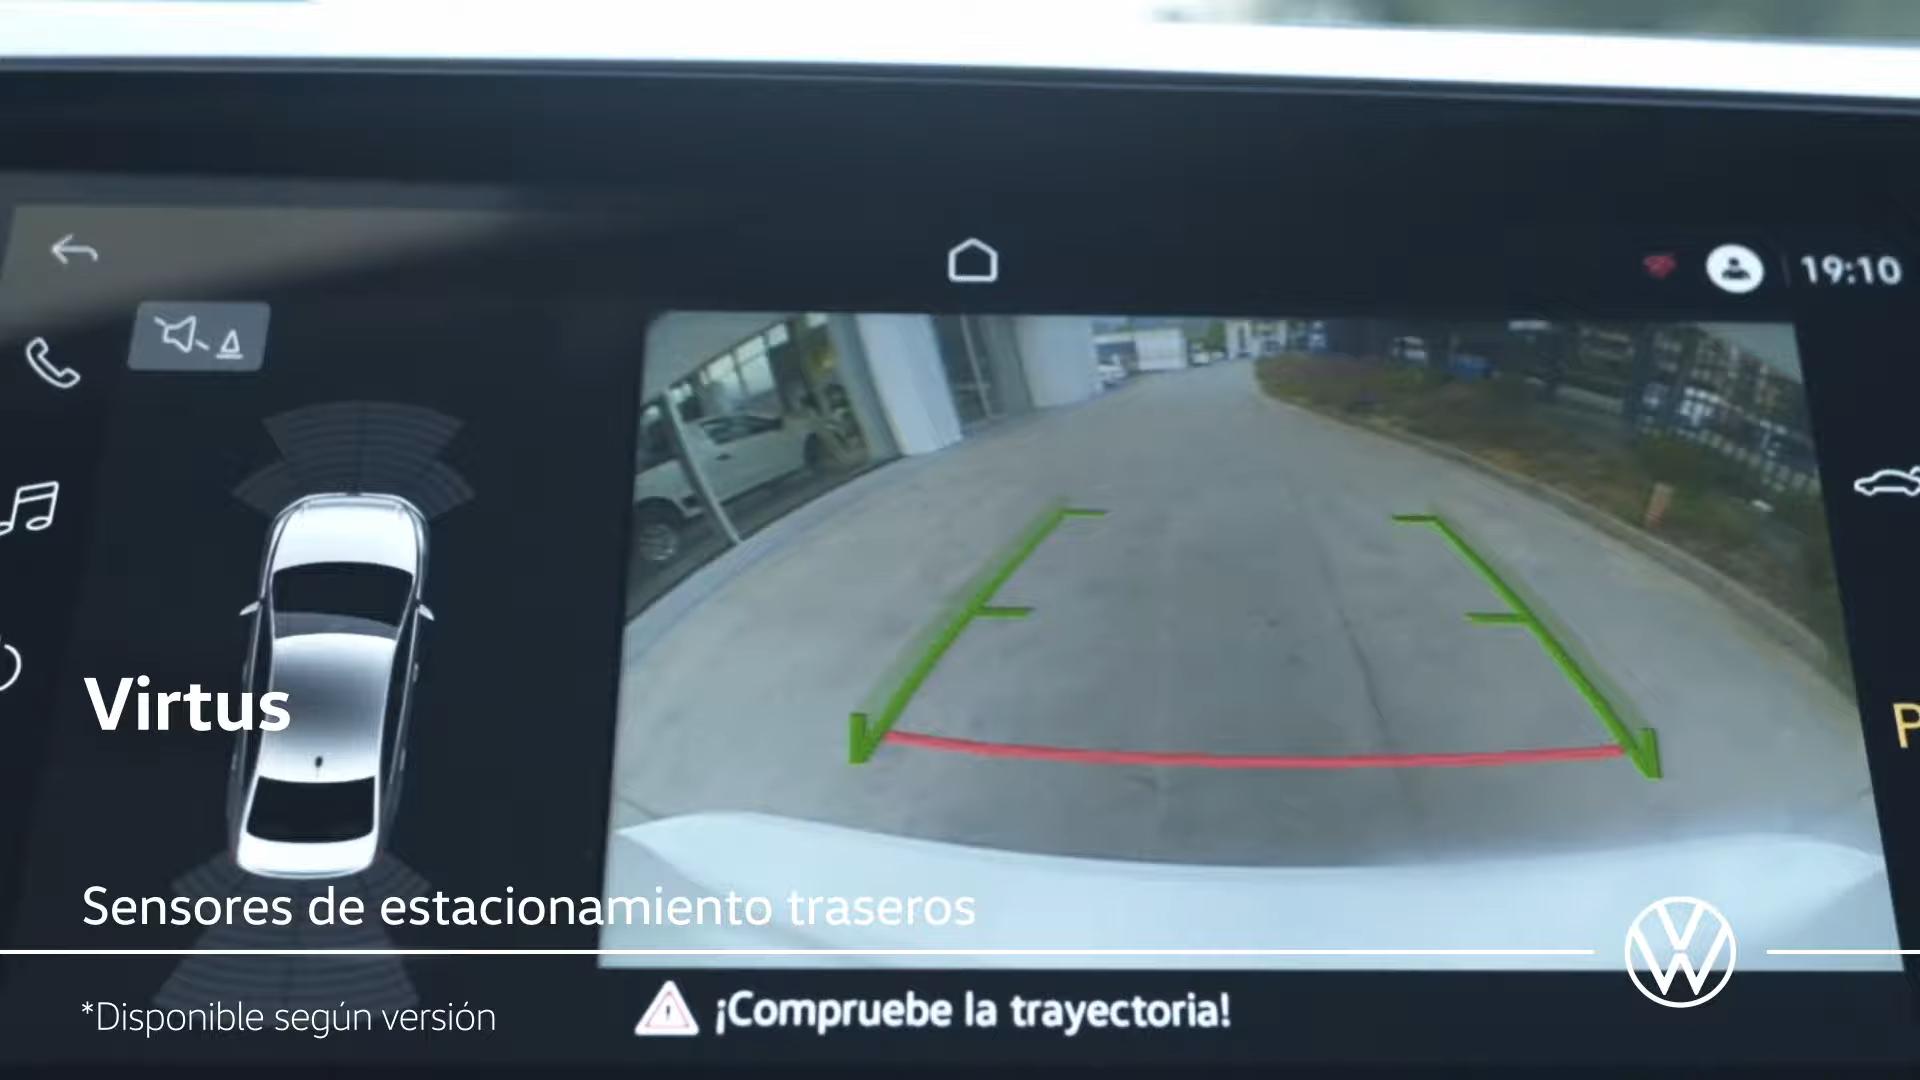 19:10
P
Virtus
Sensores de estacionamiento traseros
*Disponible según versión
¡Compruebe la trayectoria!